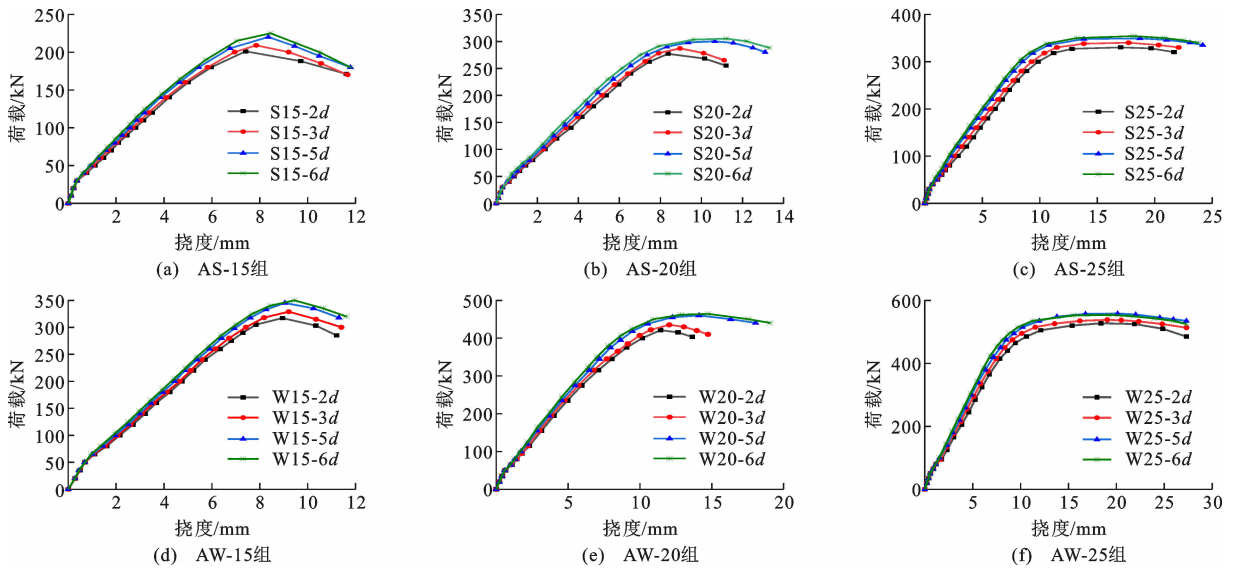 250
200
150
100
50
0
荷载/kN
S15-2d
S15-3d
S15-5d
S15-6d
2 4 6 8 10 12
挠度/mm
(a) AS-15组
350
300
250
200
150
100
50
0
荷载/kN
S20-2d
S20-3d
S20-5d
S20-6d
2 4 6 8 10 12 14
挠度/mm
(b) AS-20组
400
300
200
100
0
荷载/kN
S25-2d
S25-3d
S25-5d
S25-6d
5 10 15 20 25
挠度/mm
(c) AS-25组
350
300
250
200
150
100
50
0
荷载/kN
W15-2d
W15-3d
W15-5d
W15-6d
2 4 6 8 10 12
挠度/mm
(d) AW-15组
500
400
300
200
100
0
荷载/kN
W20-2d
W20-3d
W20-5d
W20-6d
5 10 15 20
挠度/mm
(e) AW-20组
600
400
200
0
荷载/kN
W25-2d
W25-3d
W25-5d
W25-6d
5 10 15 20 25 30
挠度/mm
(f) AW-25组